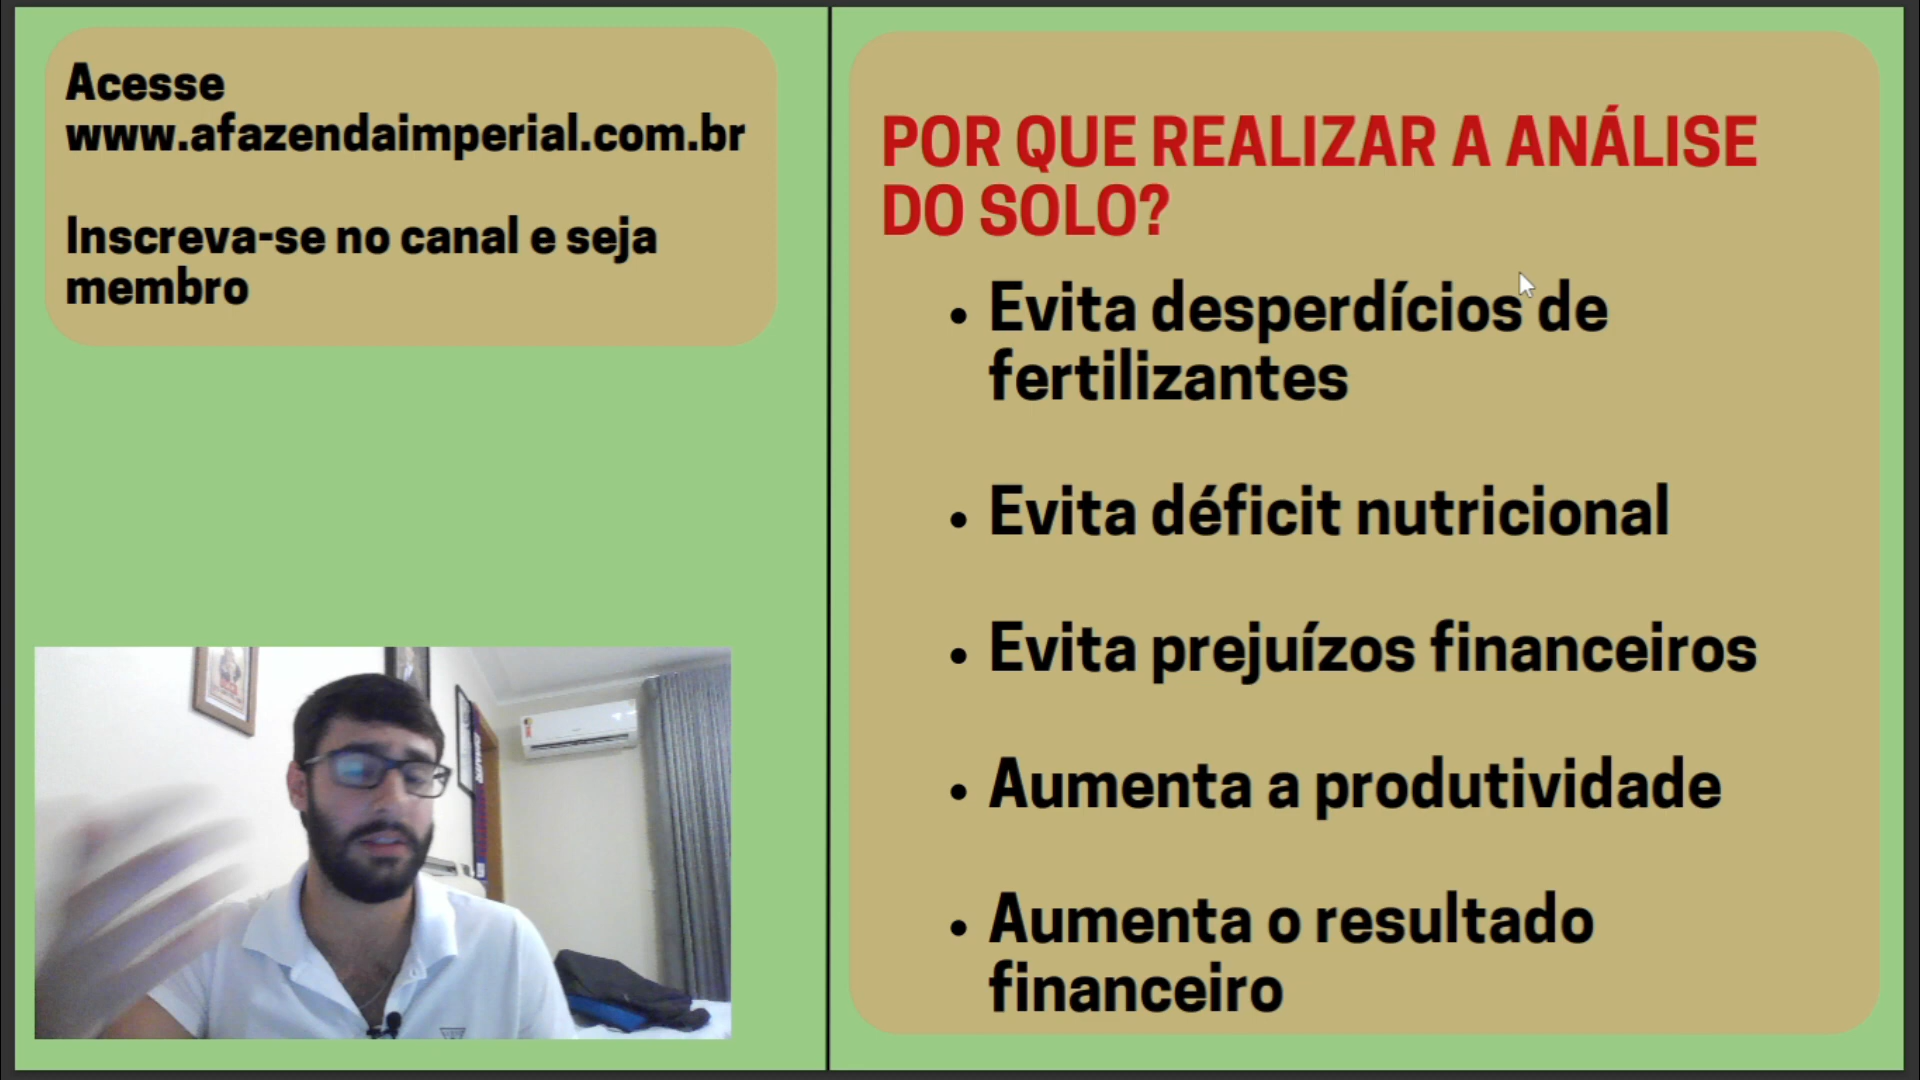 Acesse
www.afazendaimperial.com.br
Inscreva-se no canal e seja
membro
POR QUE REALIZAR A ANÁLISE
DO SOLO?
• Evita desperdícios de
fertilizantes
• Evita déficit nutricional
• Evita prejuízos financeiros
• Aumenta a produtividade
• Aumenta o resultado
financeiro